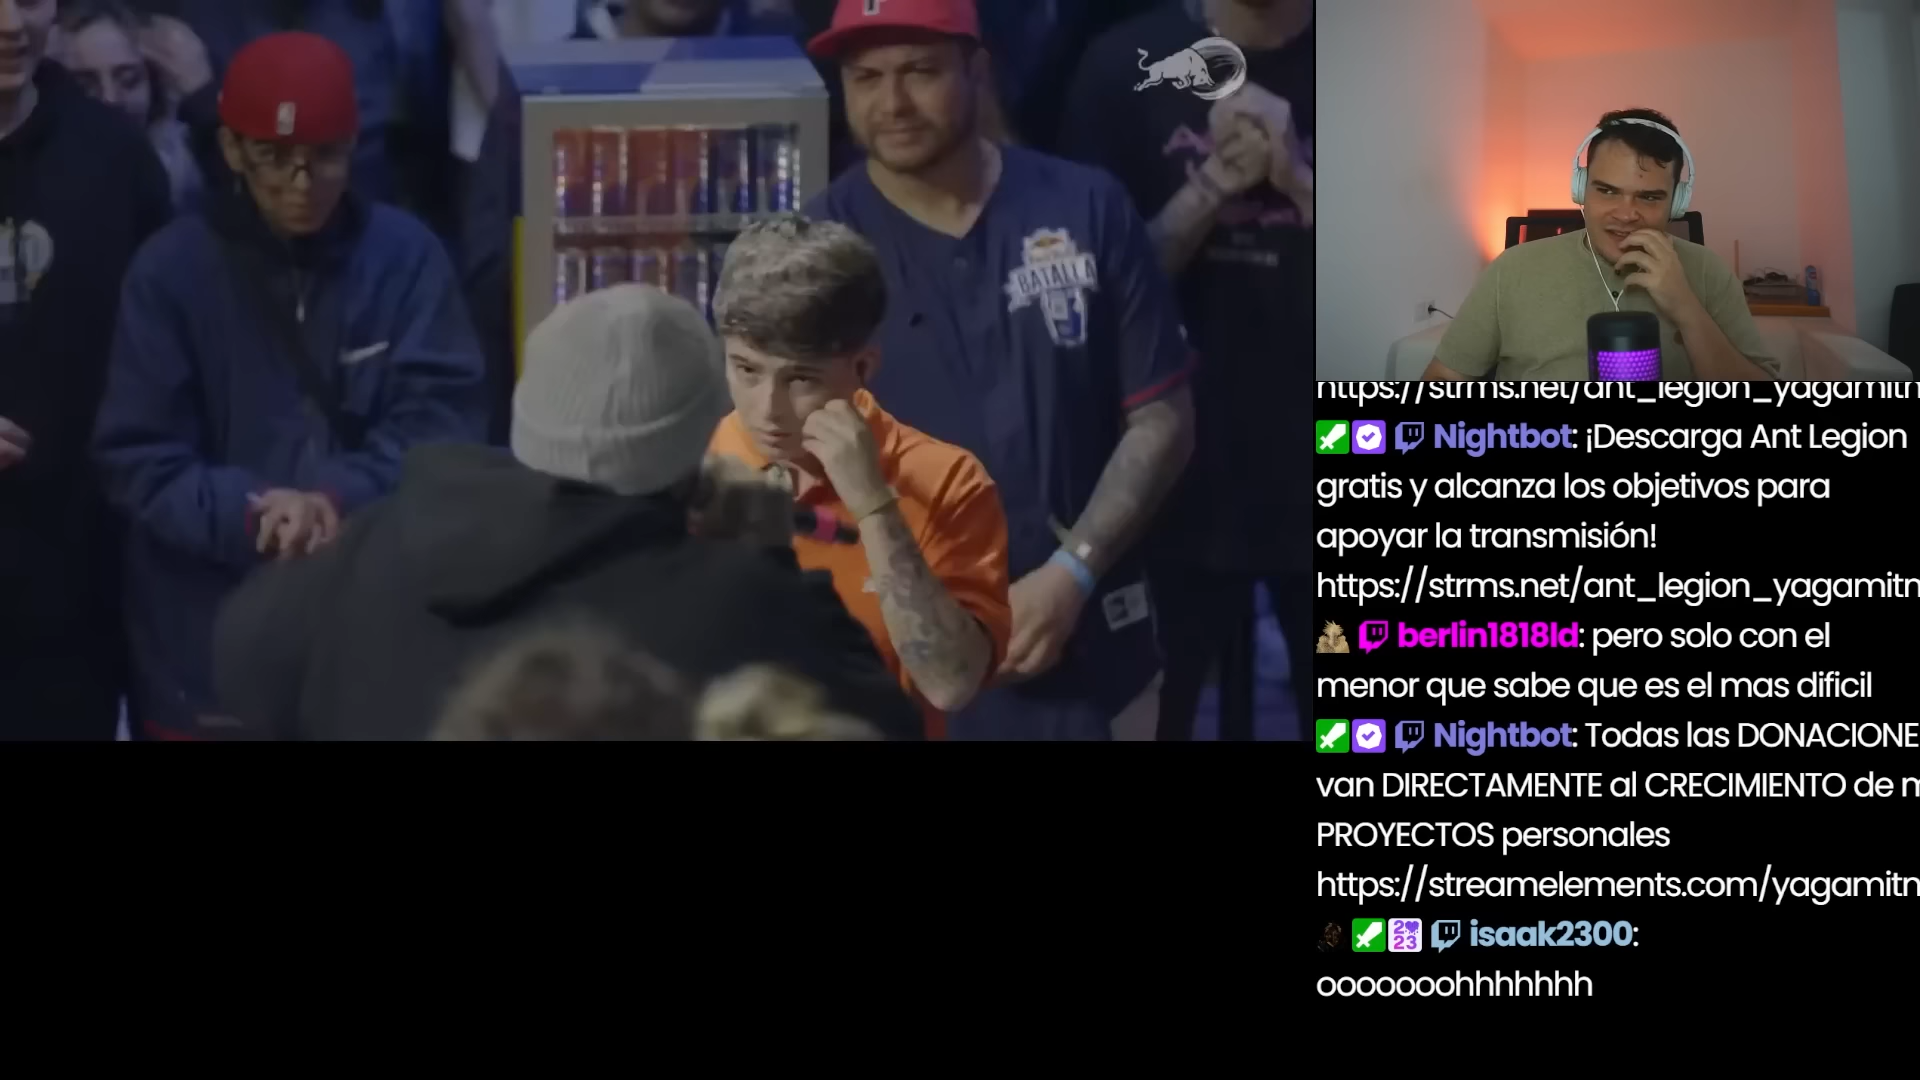 BATALLA
https://strms.net/ant_legion_yagamitn
Nightbot: ¡Descarga Ant Legion
gratis y alcanza los objetivos para
apoyar la transmisión!
https://strms.net/ant_legion_yagamitn
berlin1818ld: pero solo con el
menor que sabe que es el mas dificil
Nightbot: Todas las DONACIONE
van DIRECTAMENTE al CRECIMIENTO de m
PROYECTOS personales
https://streamelements.com/yagamitn
2023 isaak2300:
ooooooohhhhhhh